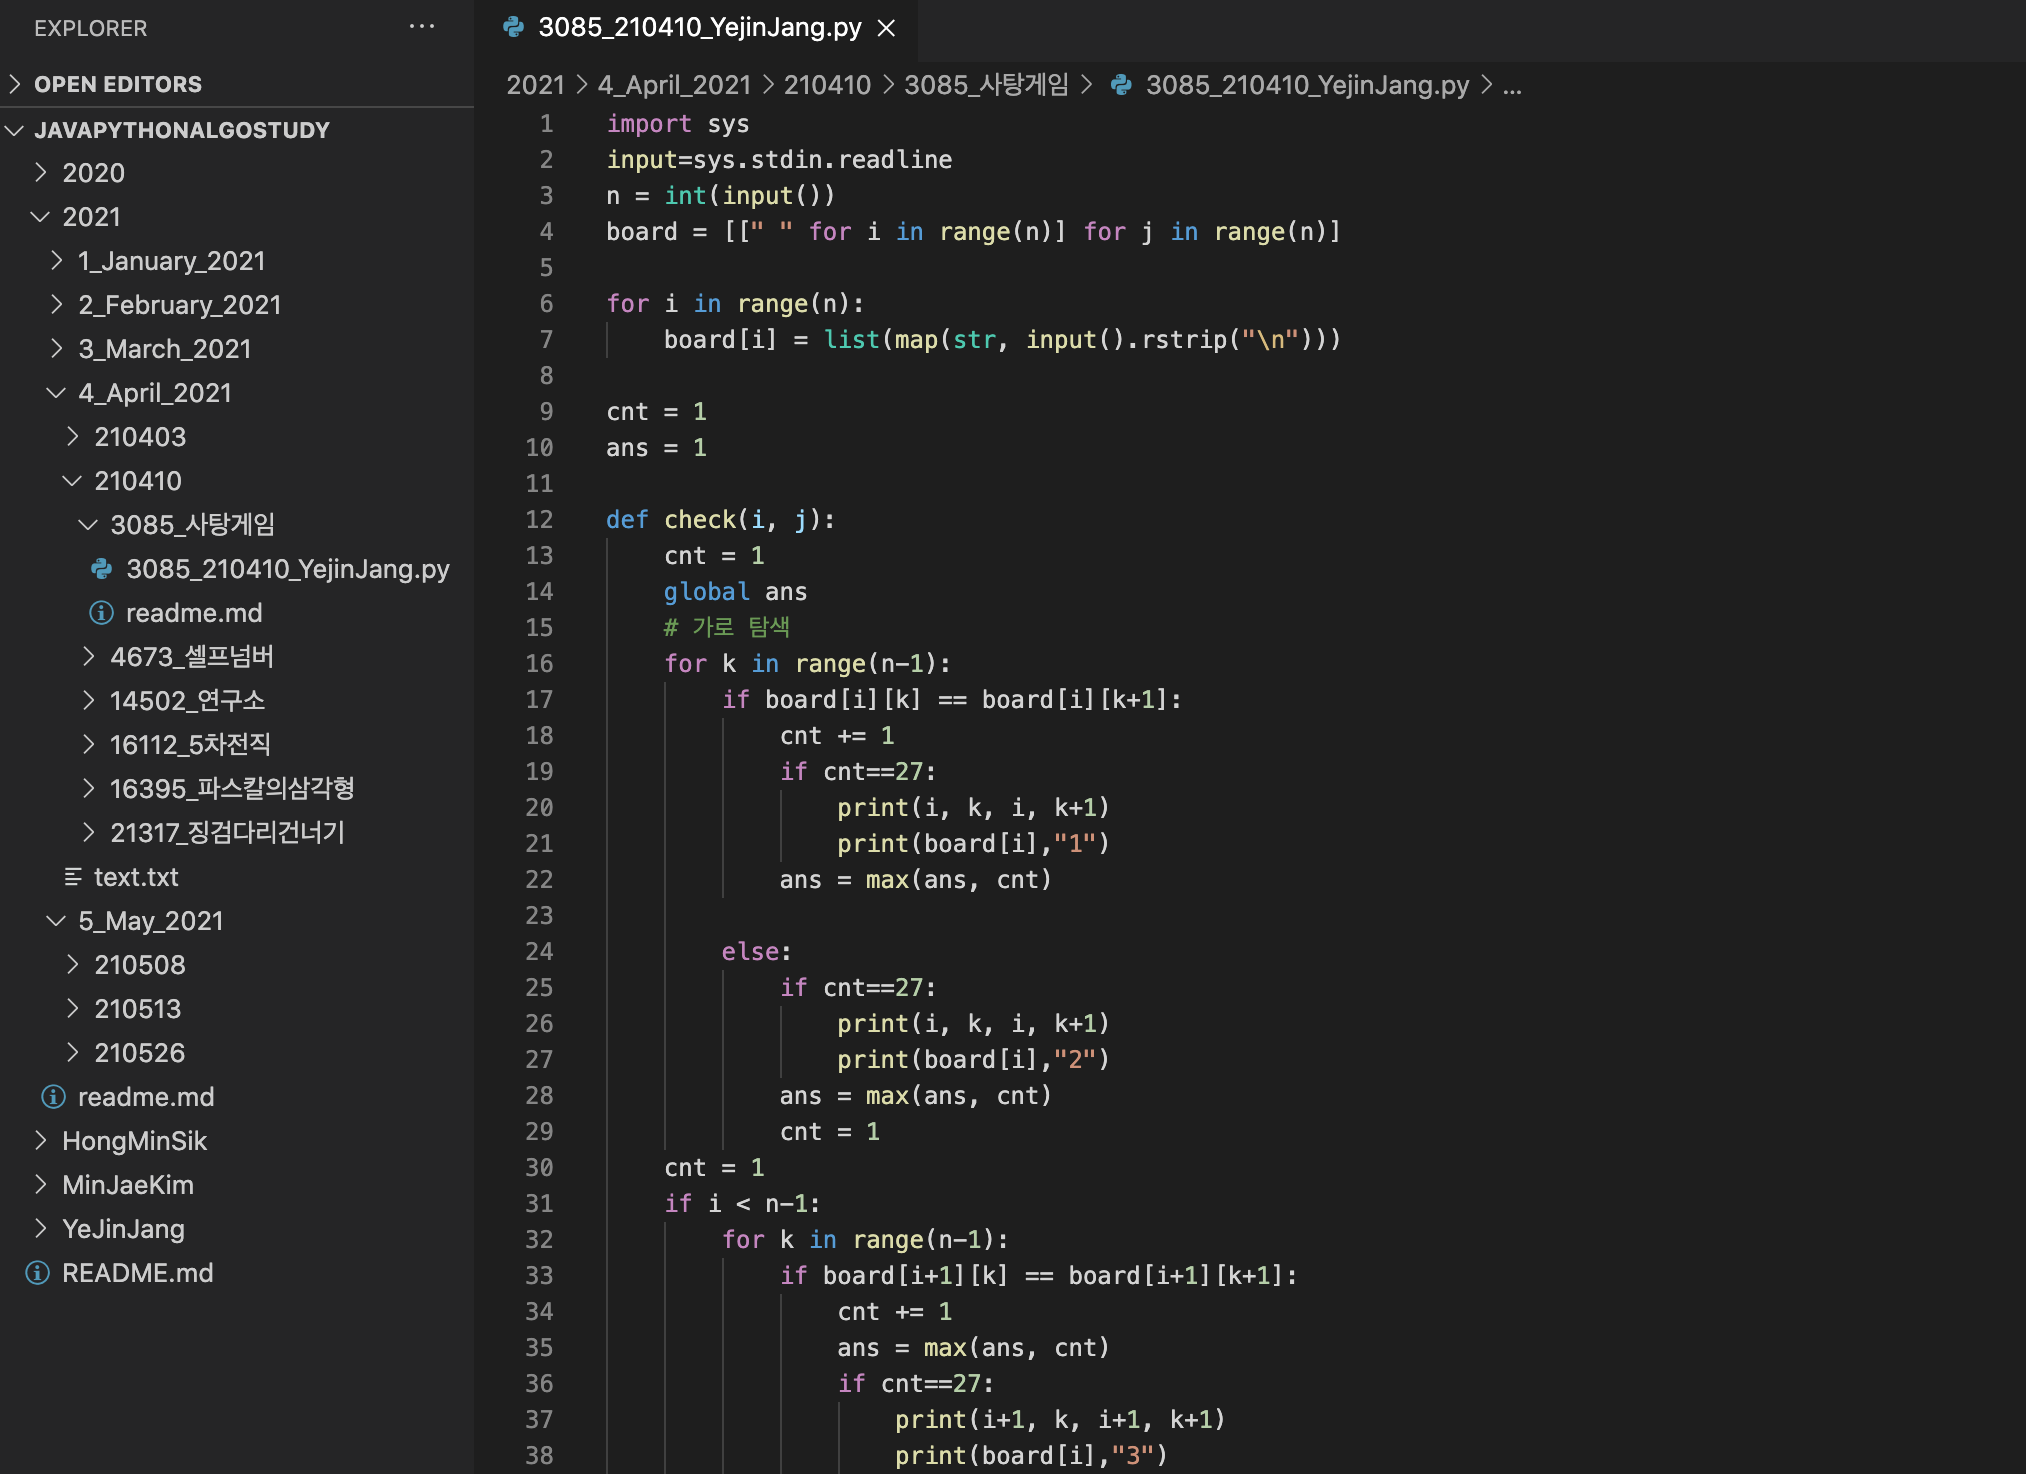 EXPLORER
OPEN EDITORS
JAVAPYTHONALGOSTUDY
2020
2021
1_January_2021
2_February_2021
3_March_2021
4_April_2021
210403
210410
3085_사탕게임
3085_210410_YejinJang.py
readme.md
4673_셀프넘버
14502_연구소
16112_5차전직
16395_파스칼의삼각형
21317_징검다리건너기
text.txt
5_May_2021
210508
210513
210526
readme.md
HongMinSik
MinJaeKim
YeJinJang
README.md
3085_210410_YejinJang.py
2021 > 4_April_2021 > 210410 > 3085_사탕게임 > 3085_210410_YejinJang.py > ...
1 import sys
2 input=sys.stdin.readline
3 n = int(input())
4 board = [[" " for i in range(n)] for j in range(n)]
5
6 for i in range(n):
7     board[i] = list(map(str, input().rstrip("\n")))
8
9 cnt = 1
10 ans = 1
11
12 def check(i, j):
13     cnt = 1
14     global ans
15     # 가로 탐색
16     for k in range(n-1):
17         if board[i][k] == board[i][k+1]:
18             cnt += 1
19             if cnt==27:
20                 print(i, k, i, k+1)
21                 print(board[i],"1")
22             ans = max(ans, cnt)
23
24         else:
25             if cnt==27:
26                 print(i, k, i, k+1)
27                 print(board[i],"2")
28             ans = max(ans, cnt)
29             cnt = 1
30     cnt = 1
31     if i < n-1:
32         for k in range(n-1):
33             if board[i+1][k] == board[i+1][k+1]:
34                 cnt += 1
35                 ans = max(ans, cnt)
36                 if cnt==27:
37                     print(i+1, k, i+1, k+1)
38                     print(board[i],"3")